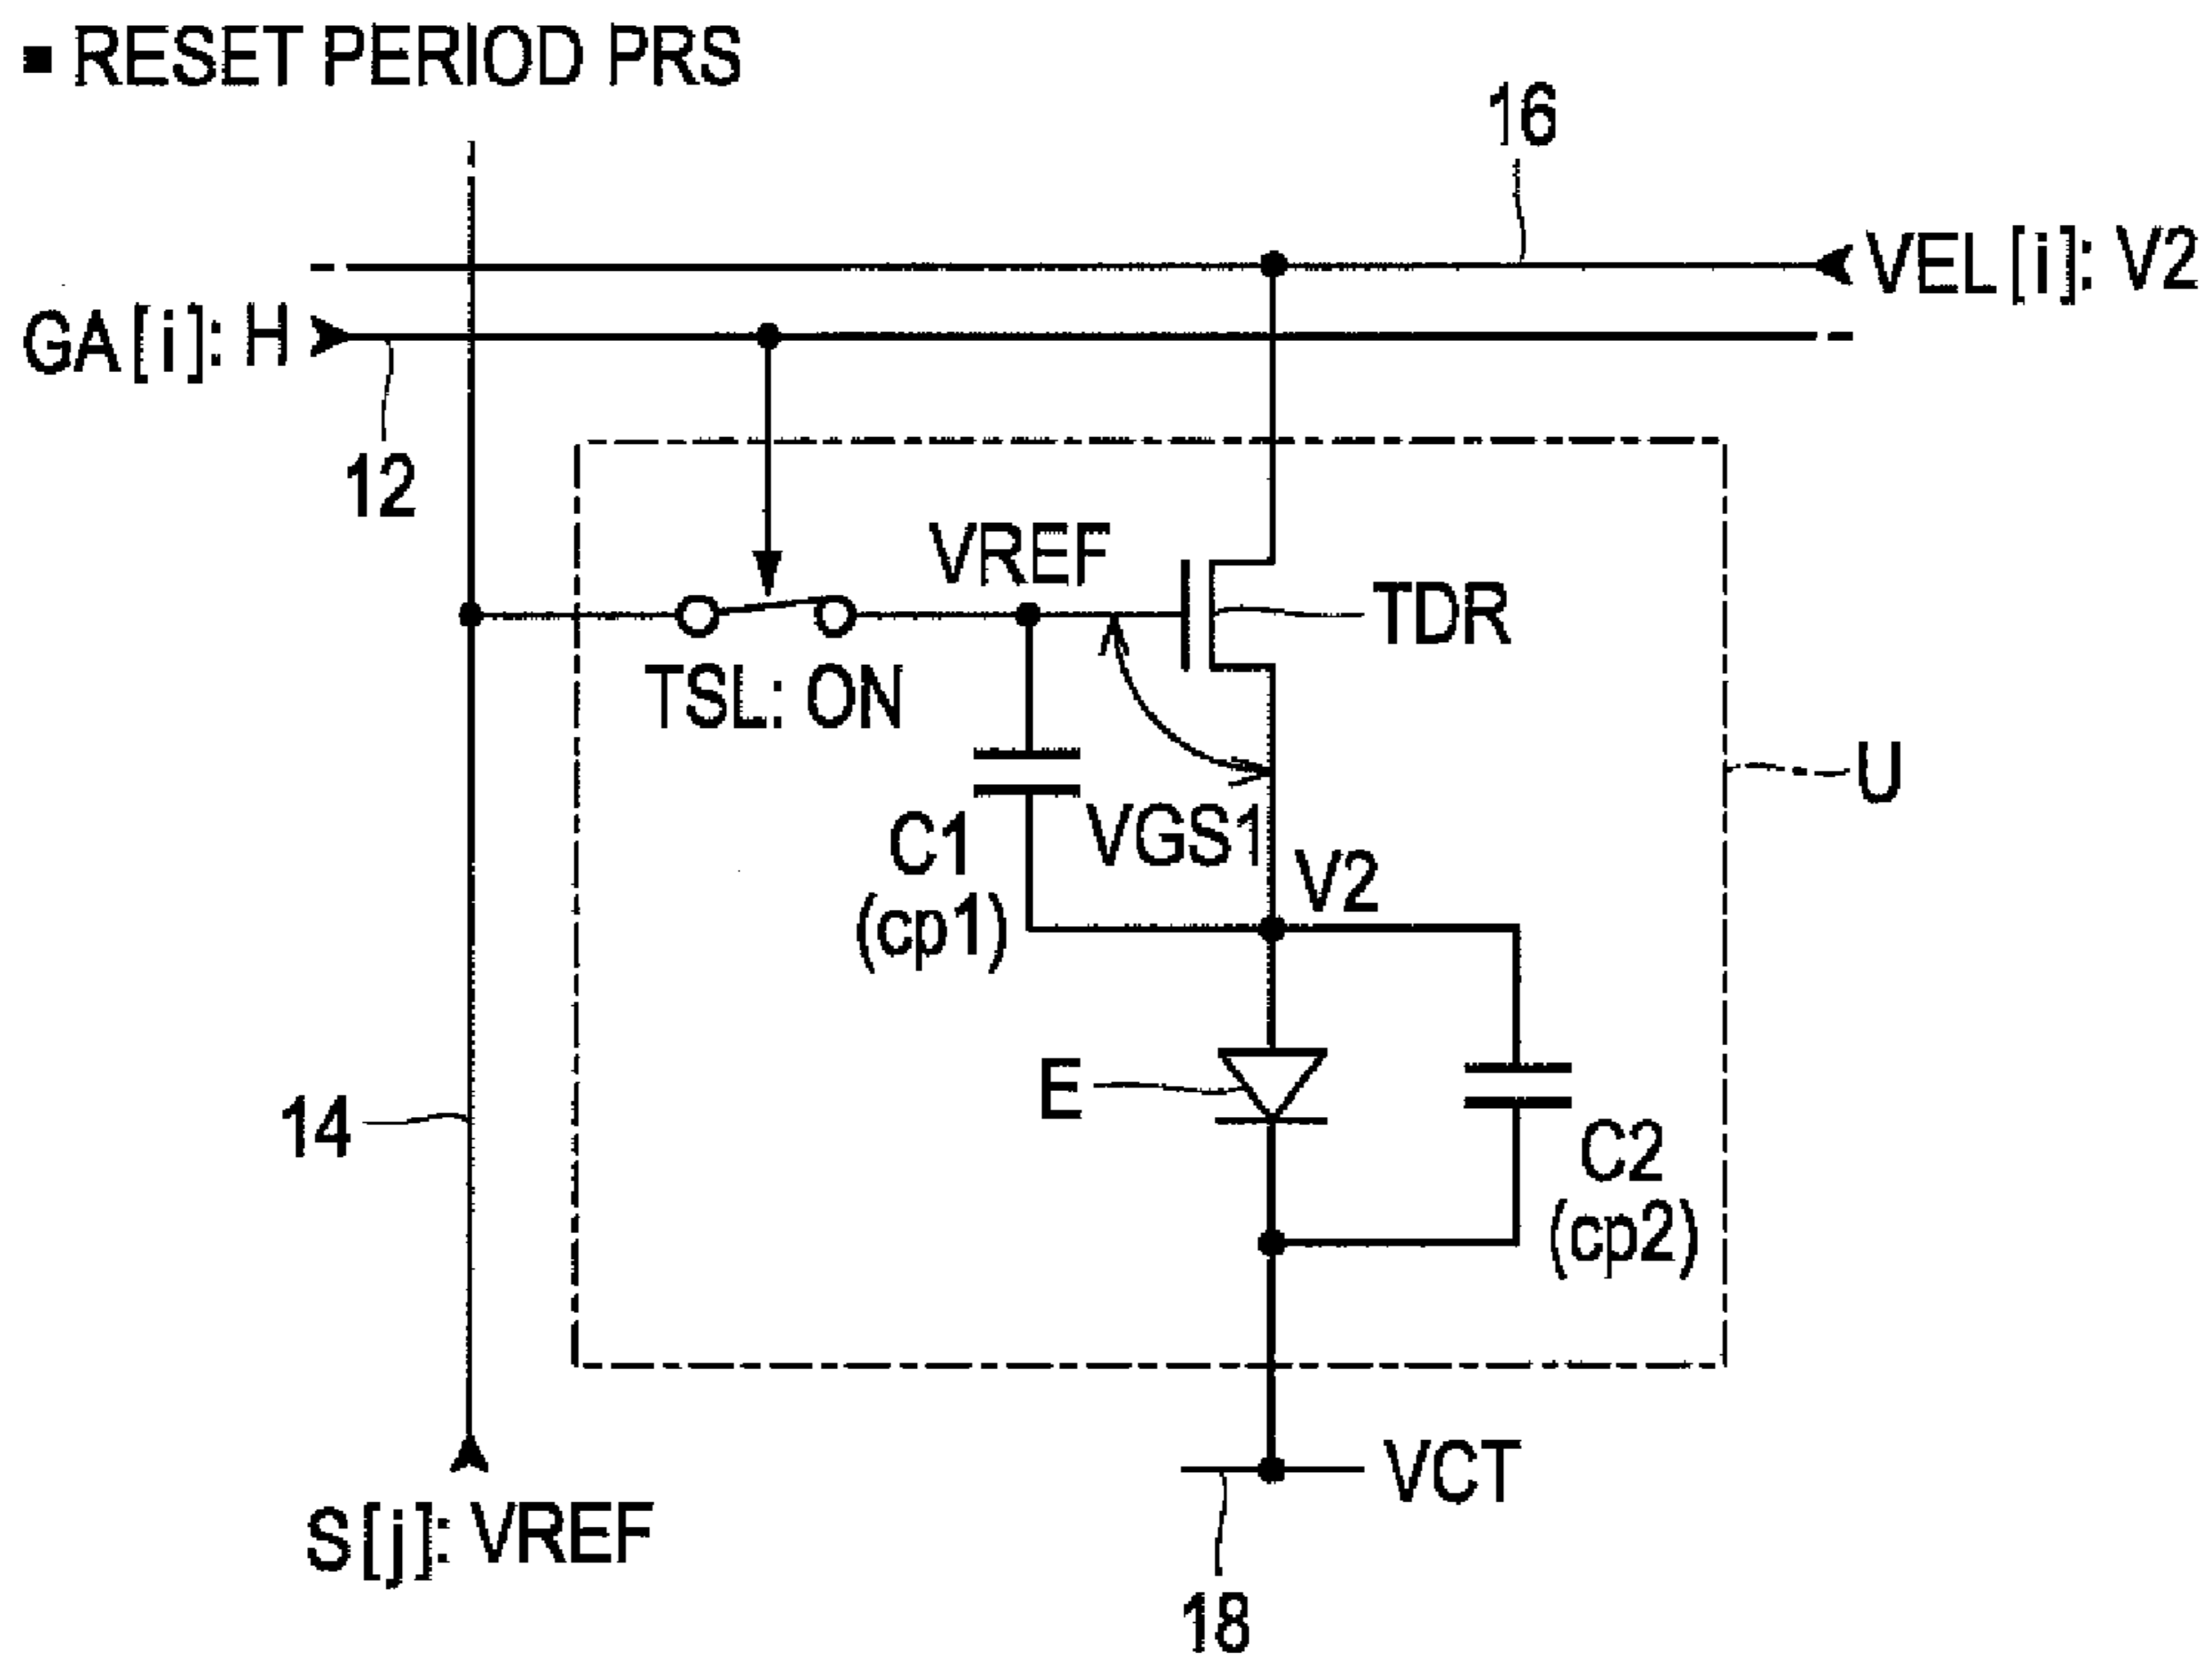 ■ RESET PERIOD PRS
16
VEL[i]: V2
GA[i]: H
12
VREF
TDR
TSL: ON
U
C1
(cp1)
VGS1
V2
E
14
C2
(cp2)
VCT
S[j]: VREF
18